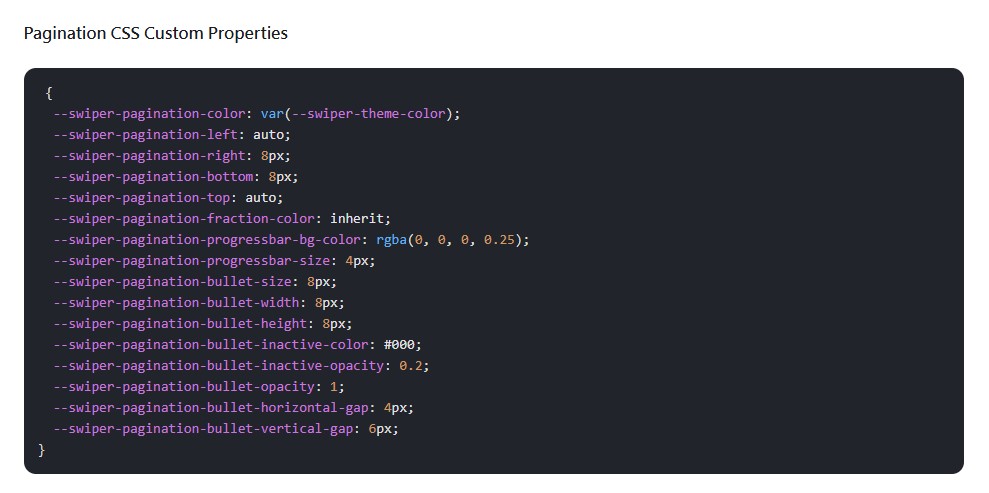 Pagination CSS Custom Properties
{
--swiper-pagination-color: var(--swiper-theme-color);
--swiper-pagination-left: auto;
--swiper-pagination-right: 8px;
--swiper-pagination-bottom: 8px;
--swiper-pagination-top: auto;
--swiper-pagination-fraction-color: inherit;
--swiper-pagination-progressbar-bg-color: rgba(0, 0, 0, 0.25);
--swiper-pagination-progressbar-size: 4px;
--swiper-pagination-bullet-size: 8px;
--swiper-pagination-bullet-width: 8px;
--swiper-pagination-bullet-height: 8px;
--swiper-pagination-bullet-inactive-color: #000;
--swiper-pagination-bullet-inactive-opacity: 0.2;
--swiper-pagination-bullet-opacity: 1;
--swiper-pagination-bullet-horizontal-gap: 4px;
--swiper-pagination-bullet-vertical-gap: 6px;
}